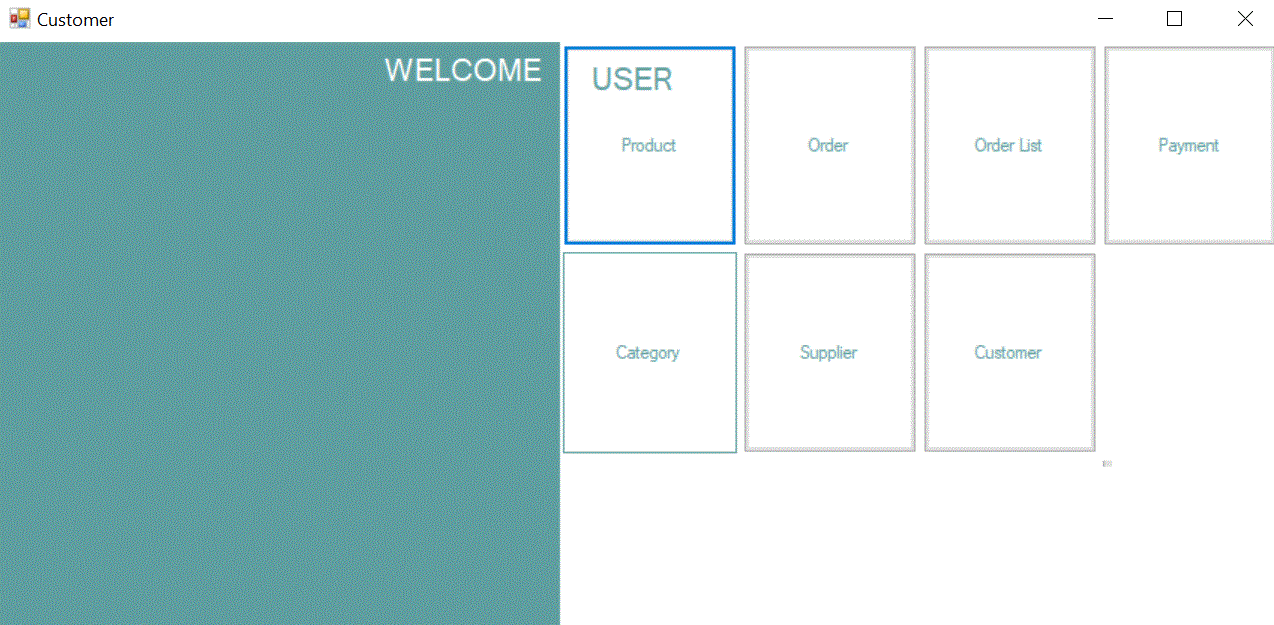 Customer
WELCOME USER
Product
Order
Order List
Payment
Category
Supplier
Customer